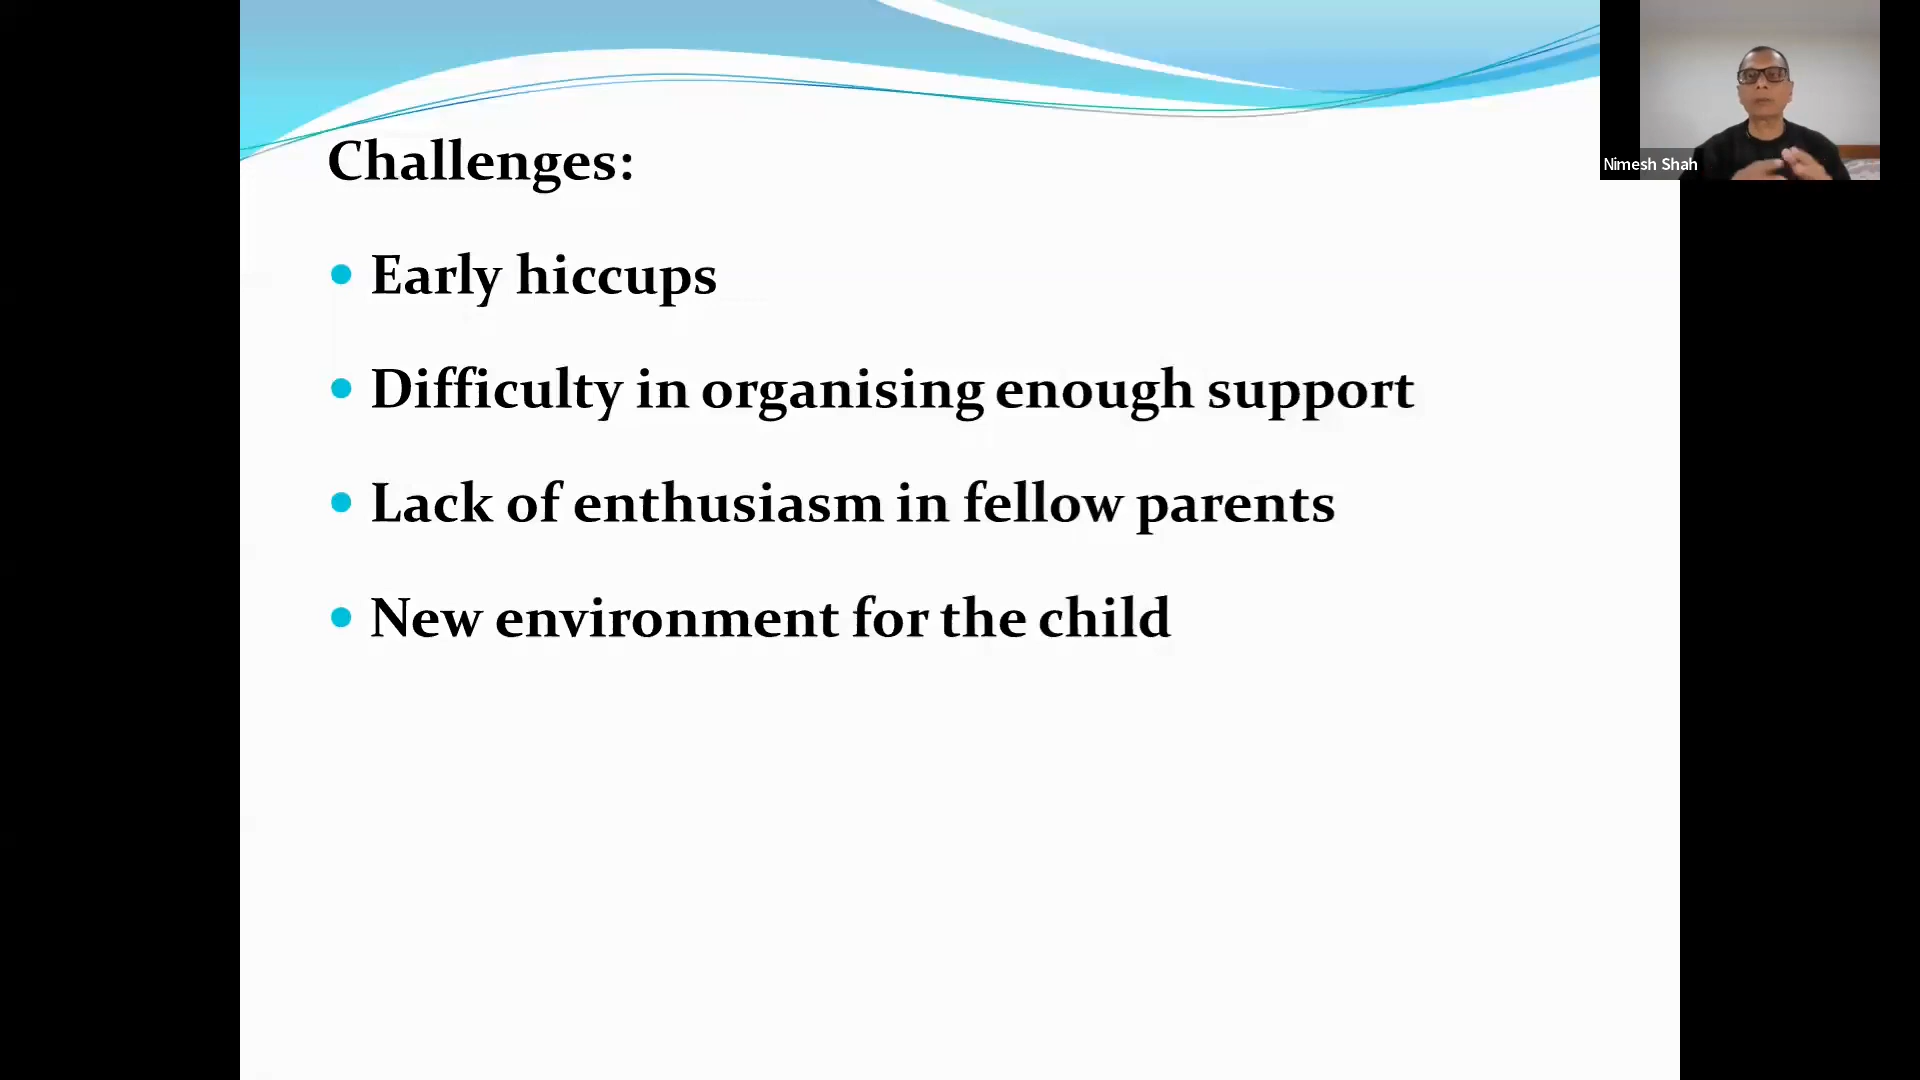 Challenges:
Early hiccups
Difficulty in organising enough support
Lack of enthusiasm in fellow parents
New environment for the child
Nimesh Shah